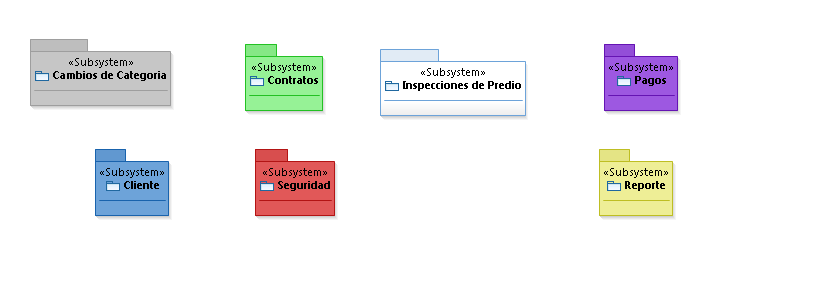 «Subsystem»
Cambios de Categoria
«Subsystem»
Contratos
«Subsystem»
Inspecciones de Predio
«Subsystem»
Pagos
«Subsystem»
Cliente
«Subsystem»
Seguridad
«Subsystem»
Reporte